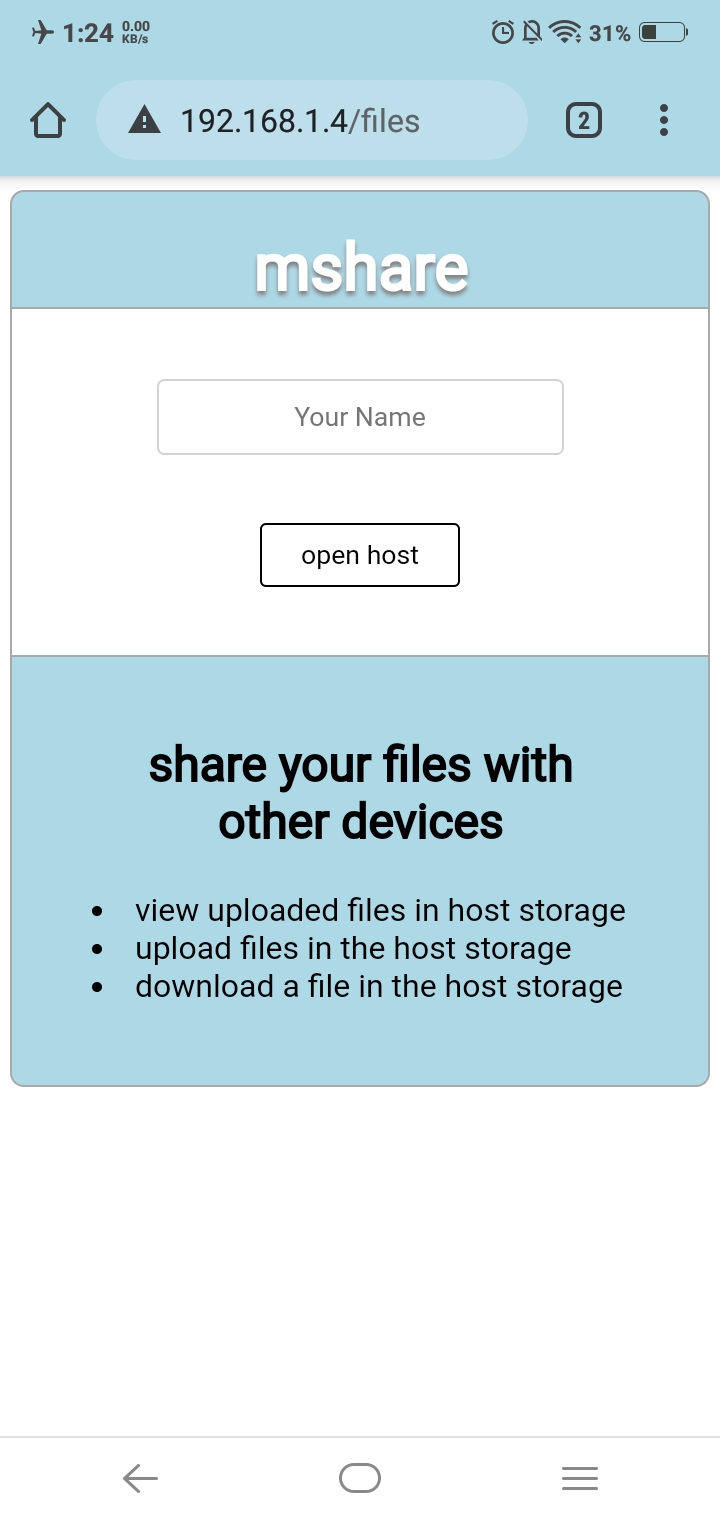 1:24 0.00 KB/s 31%
192.168.1.4/files 2
mshare
Your Name
open host
share your files with
other devices
• view uploaded files in host storage
• upload files in the host storage
• download a file in the host storage